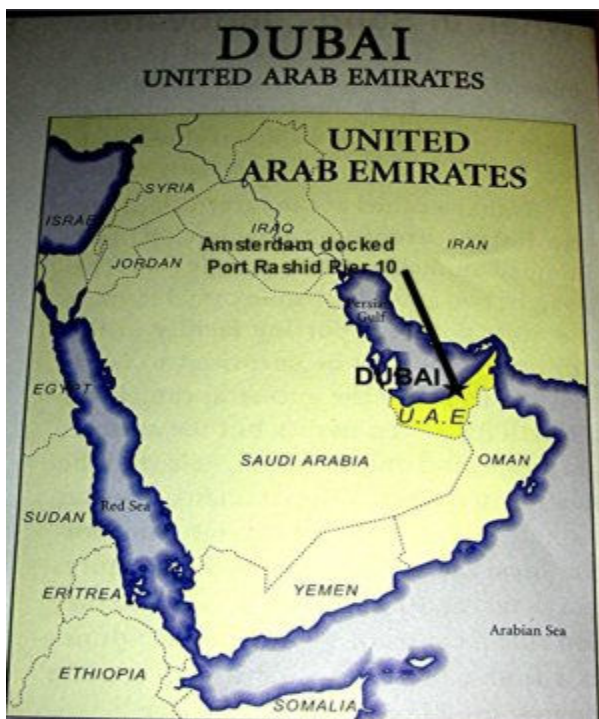 DUBAI
UNITED ARAB EMIRATES
UNITED
ARAB EMIRATES
SYRIA
ISRAE
IRAQ
Amsterdam docked
IRAN
JORDAN
Port Rashid Pier 10
Persian
Gulf
DUBAI
EGYPT
U.A.E.
SAUDI ARABIA
OMAN
Red Sea
SUDAN
ERITREA
YEMEN
Arabian Sea
ETHIOPIA
SOMALIA